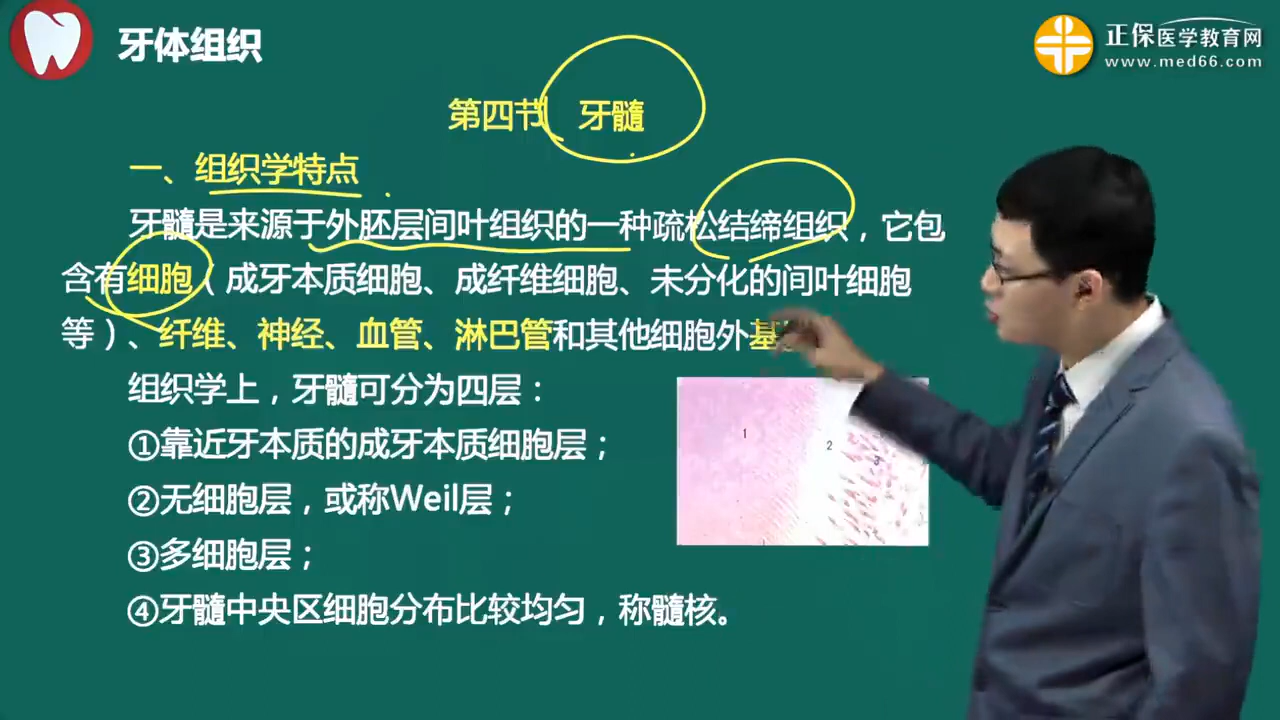 牙体组织
正保医学教育网
www.med66.com
第四节 牙髓
一、组织学特点
牙髓是来源于外胚层间叶组织的一种疏松结缔组织，它包
含有细胞（成牙本质细胞、成纤维细胞、未分化的间叶细胞
等）、纤维、神经、血管、淋巴管和其他细胞外基
组织学上，牙髓可分为四层：
①靠近牙本质的成牙本质细胞层；
②无细胞层，或称Weil层；
③多细胞层；
④牙髓中央区细胞分布比较均匀，称髓核。
1
2
3